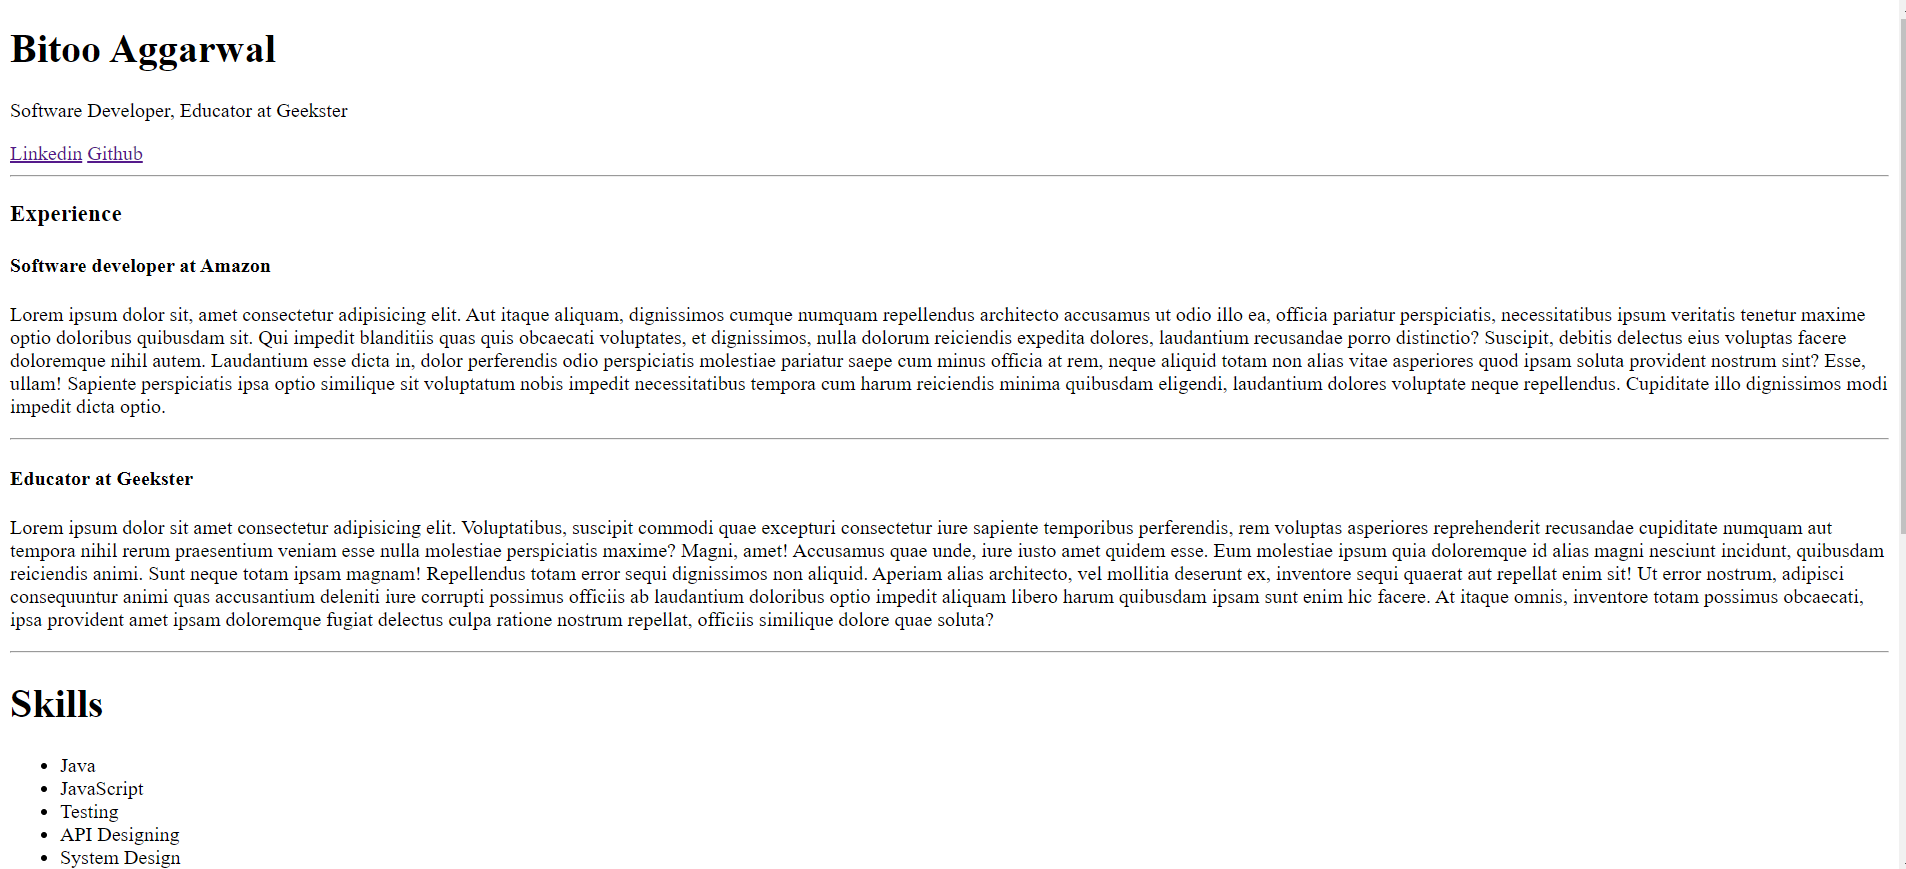 Bitoo Aggarwal
Software Developer, Educator at Geekster
Linkedin Github
Experience
Software developer at Amazon
Lorem ipsum dolor sit, amet consectetur adipisicing elit. Aut itaque aliquam, dignissimos cumque numquam repellendus architecto accusamus ut odio illo ea, officia pariatur perspiciatis, necessitatibus ipsum veritatis tenetur maxime
optio doloribus quibusdam sit. Qui impedit blanditiis quas quis obcaecati voluptates, et dignissimos, nulla dolorum reiciendis expedita dolores, laudantium recusandae porro distinctio? Suscipit, debitis delectus eius voluptas facere
doloremque nihil autem. Laudantium esse dicta in, dolor perferendis odio perspiciatis molestiae pariatur saepe cum minus officia at rem, neque aliquid totam non alias vitae asperiores quod ipsam soluta provident nostrum sint? Esse,
ullam! Sapiente perspiciatis ipsa optio similique sit voluptatum nobis impedit necessitatibus tempora cum harum reiciendis minima quibusdam eligendi, laudantium dolores voluptate neque repellendus. Cupiditate illo dignissimos modi
impedit dicta optio.
Educator at Geekster
Lorem ipsum dolor sit amet consectetur adipisicing elit. Voluptatibus, suscipit commodi quae excepturi consectetur iure sapiente temporibus perferendis, rem voluptas asperiores reprehenderit recusandae cupiditate numquam aut
tempora nihil rerum praesentium veniam esse nulla molestiae perspiciatis maxime? Magni, amet! Accusamus quae unde, iure iusto amet quidem esse. Eum molestiae ipsum quia doloremque id alias magni nesciunt incidunt, quibusdam
reiciendis animi. Sunt neque totam ipsam magnam! Repellendus totam error sequi dignissimos non aliquid. Aperiam alias architecto, vel mollitia deserunt ex, inventore sequi quaerat aut repellat enim sit! Ut error nostrum, adipisci
consequuntur animi quas accusantium deleniti iure corrupti possimus officiis ab laudantium doloribus optio impedit aliquam libero harum quibusdam ipsam sunt enim hic facere. At itaque omnis, inventore totam possimus obcaecati,
ipsa provident amet ipsam doloremque fugiat delectus culpa ratione nostrum repellat, officiis similique dolore quae soluta?
Skills
• Java
• JavaScript
• Testing
• API Designing
• System Design